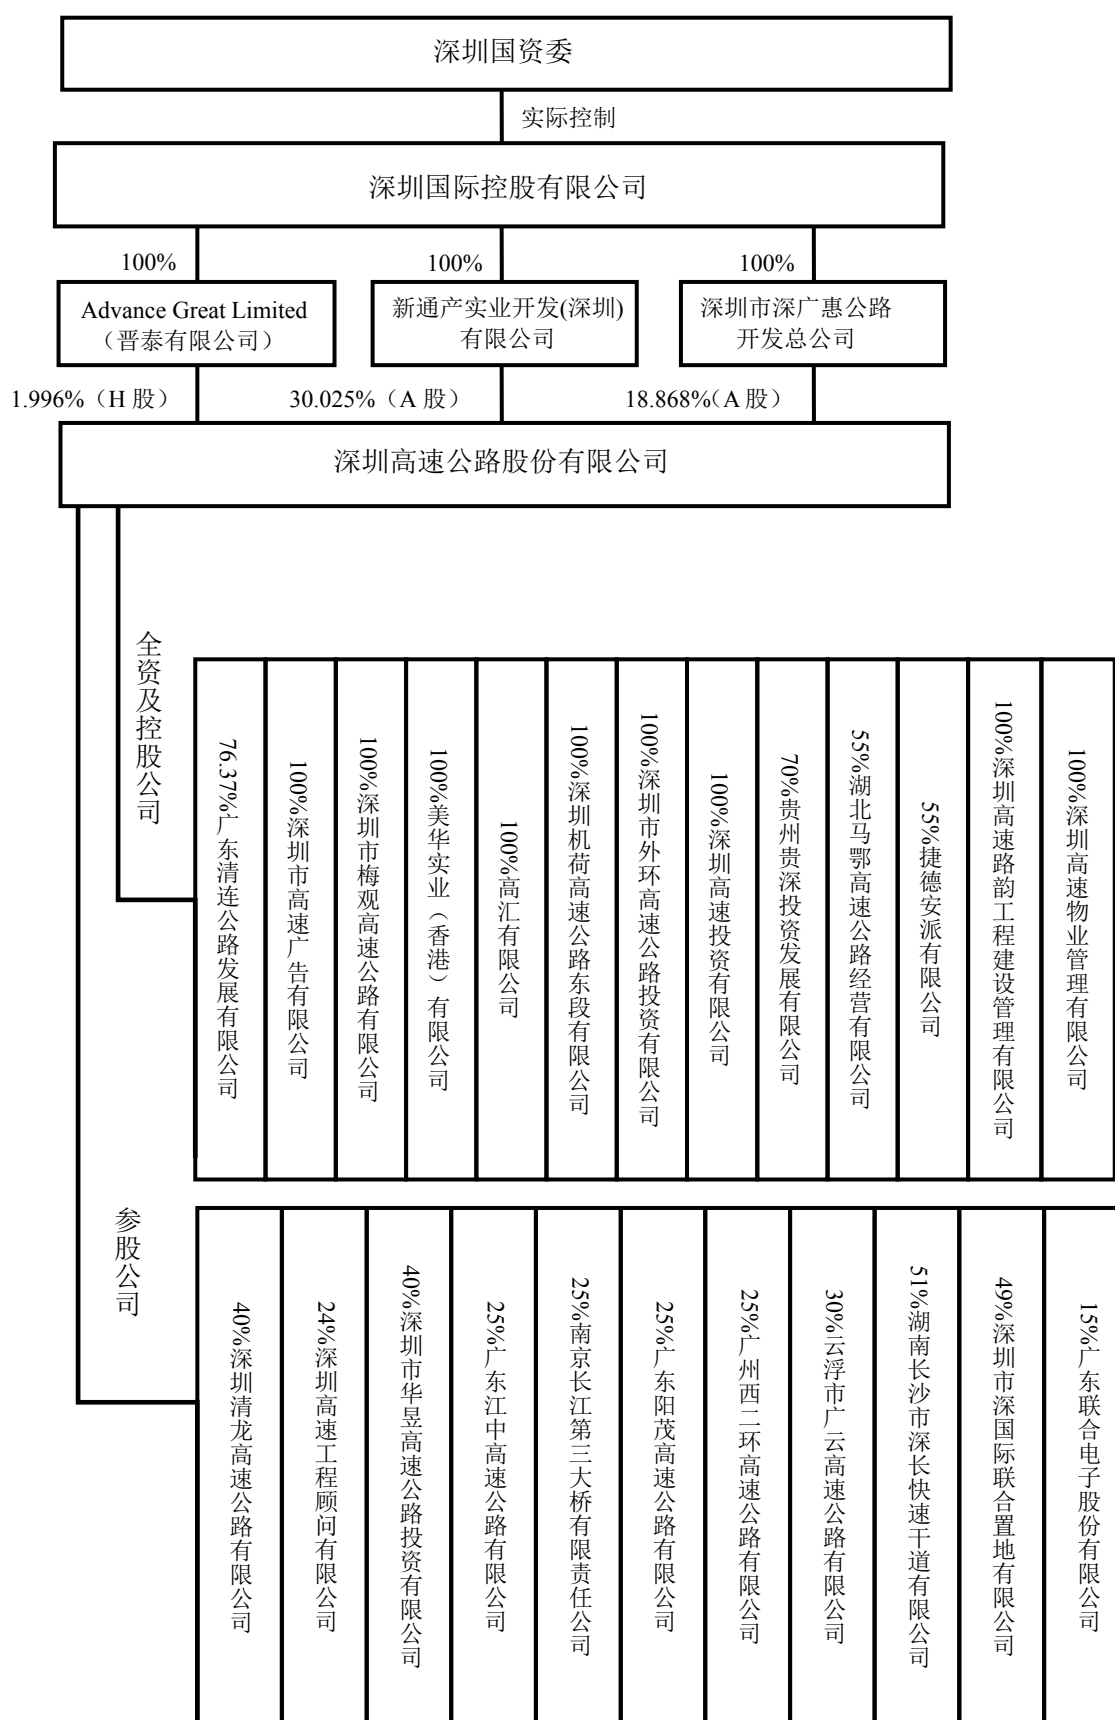 深圳国资委
实际控制
深圳国际控股有限公司
100%
100%
100%
Advance Great Limited
（晋泰有限公司）
新通产实业开发(深圳)
有限公司
深圳市深广惠公路
开发总公司
1.996%（H 股）
30.025%（A 股）
18.868%（A 股）
深圳高速公路股份有限公司
全资及控股公司
76.37%广东清连公路发展有限公司
100%深圳市高速广告有限公司
100%深圳市梅观高速公路有限公司
100%美华实业（香港）有限公司
100%高汇有限公司
100%深圳机荷高速公路东段有限公司
100%深圳市外环高速公路投资有限公司
100%深圳高速投资有限公司
70%贵州贵深投资发展有限公司
55%湖北马鄂高速公路经营有限公司
55%捷德安派有限公司
100%深圳高速路韵工程建设管理有限公司
100%深圳高速物业管理有限公司
参股公司
40%深圳清龙高速公路有限公司
24%深圳高速工程顾问有限公司
40%深圳市华昱高速公路投资有限公司
25%广东江中高速公路有限公司
25%南京长江第三大桥有限责任公司
25%广东阳茂高速公路有限公司
25%广州西二环高速公路有限公司
30%云浮市广云高速公路有限公司
51%湖南长沙市深长快速干道有限公司
49%深圳市深国际联合置地有限公司
15%广东联合电子股份有限公司